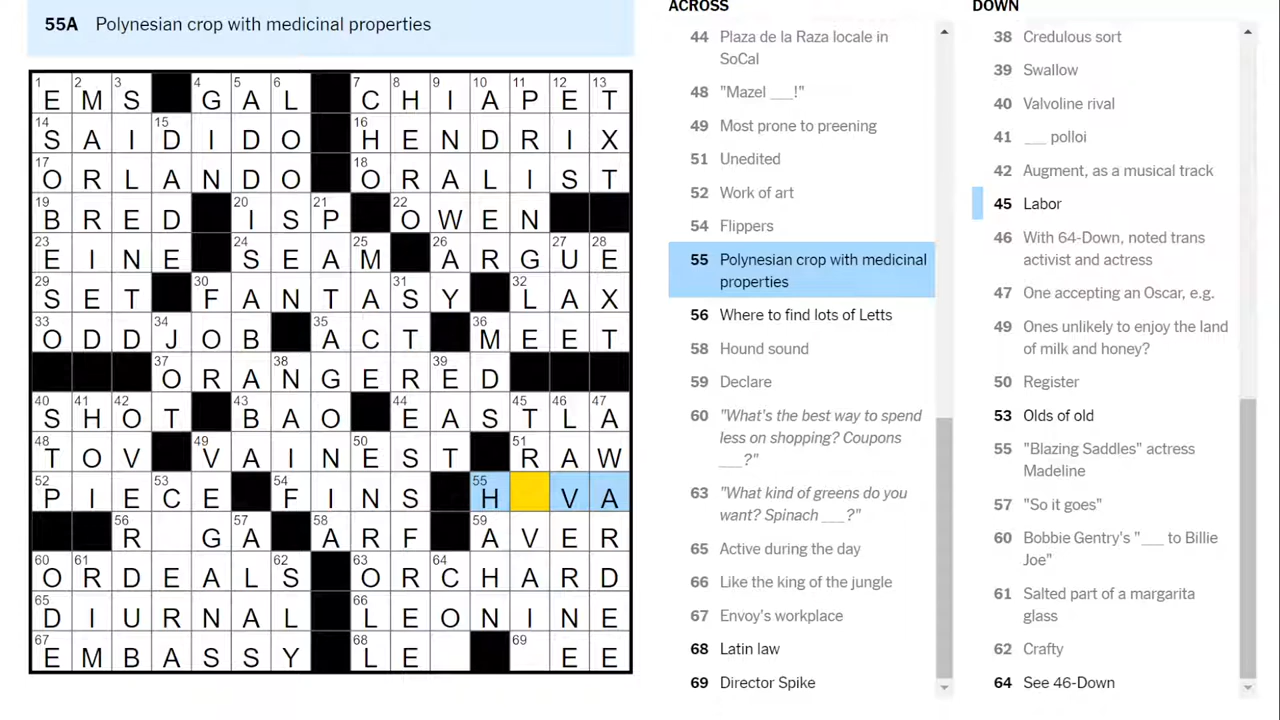 55A Polynesian crop with medicinal properties
1 2 3 4 5 6 7 8 9 10 11 12 13
E M S G A L C H I A P E T
14 15 16
S A I D I D O H E N D R I X
17 18
O R L A N D O O R A L I S T
19 20 21 22
B R E D I S P O W E N
23 24 25 26 27 28
E I N E S E A M A R G U E
29 30 31 32
S E T F A N T A S Y L A X
33 34 35 36
O D D J O B A C T M E E T
37 38 39
O R A N G E R E D
40 41 42 43 44 45 46 47
S H O T B A O E A S T L A
48 49 50 51
T O V V A I N E S T R A W
52 53 54 55
P I E C E F I N S H V A
56 57 58 59
R G A A R F A V E R
60 61 62 63 64
O R D E A L S O R C H A R D
65 66
D I U R N A L L E O N I N E
67 68 69
E M B A S S Y L E E E
ACROSS
44 Plaza de la Raza locale in
SoCal
48 "Mazel ___!"
49 Most prone to preening
51 Unedited
52 Work of art
54 Flippers
55 Polynesian crop with medicinal
properties
56 Where to find lots of Letts
58 Hound sound
59 Declare
60 "What's the best way to spend
less on shopping? Coupons
___?"
63 "What kind of greens do you
want? Spinach ___?"
65 Active during the day
66 Like the king of the jungle
67 Envoy's workplace
68 Latin law
69 Director Spike
DOWN
38 Credulous sort
39 Swallow
40 Valvoline rival
41 ___ polloi
42 Augment, as a musical track
45 Labor
46 With 64-Down, noted trans
activist and actress
47 One accepting an Oscar, e.g.
49 Ones unlikely to enjoy the land
of milk and honey?
50 Register
53 Olds of old
55 "Blazing Saddles" actress
Madeline
57 "So it goes"
60 Bobbie Gentry's "___ to Billie
Joe"
61 Salted part of a margarita
glass
62 Crafty
64 See 46-Down